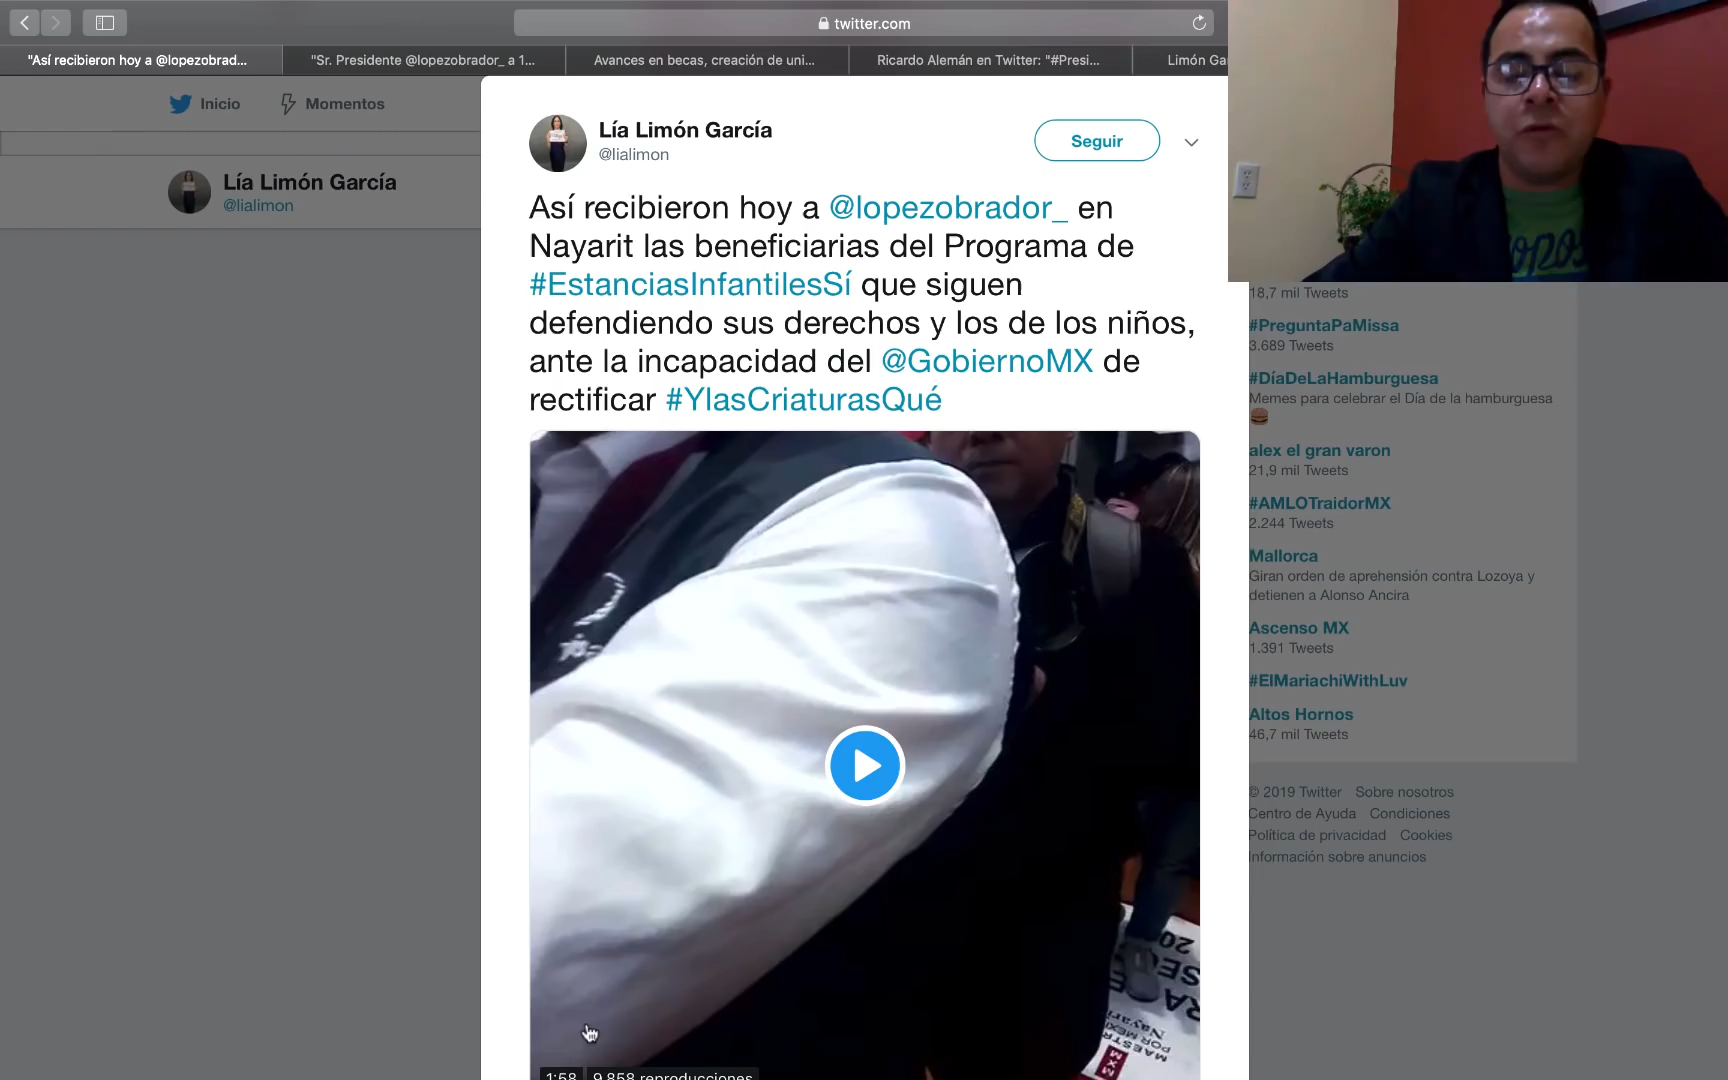 twitter.com
"Así recibieron hoy a @lopezobrad...
"Sr. Presidente @lopezobrador_ a 1...
Avances en becas, creación de uni...
Ricardo Alemán en Twitter: "#Presi...
Limón Ga
Inicio
Momentos
Lía Limón García
@lialimon
Lía Limón García
@lialimon
Seguir
Así recibieron hoy a @lopezobrador_ en
Nayarit las beneficiarias del Programa de
#EstanciasInfantilesSí que siguen
defendiendo sus derechos y los de los niños,
ante la incapacidad del @GobiernoMX de
rectificar #YlasCriaturasQué
1:58
9.858 reproducciones
18,7 mil Tweets
#PreguntaPaMissa
3.689 Tweets
#DíaDeLaHamburguesa
Memes para celebrar el Día de la hamburguesa
alex el gran varon
21,9 mil Tweets
#AMLOTraidorMX
2.244 Tweets
Mallorca
Giran orden de aprehensión contra Lozoya y
detienen a Alonso Ancira
Ascenso MX
1.391 Tweets
#ElMariachiWithLuv
Altos Hornos
46,7 mil Tweets
© 2019 Twitter Sobre nosotros
Centro de Ayuda Condiciones
Política de privacidad Cookies
Información sobre anuncios
Nayari
POR MÉX
MAESTR
MXM